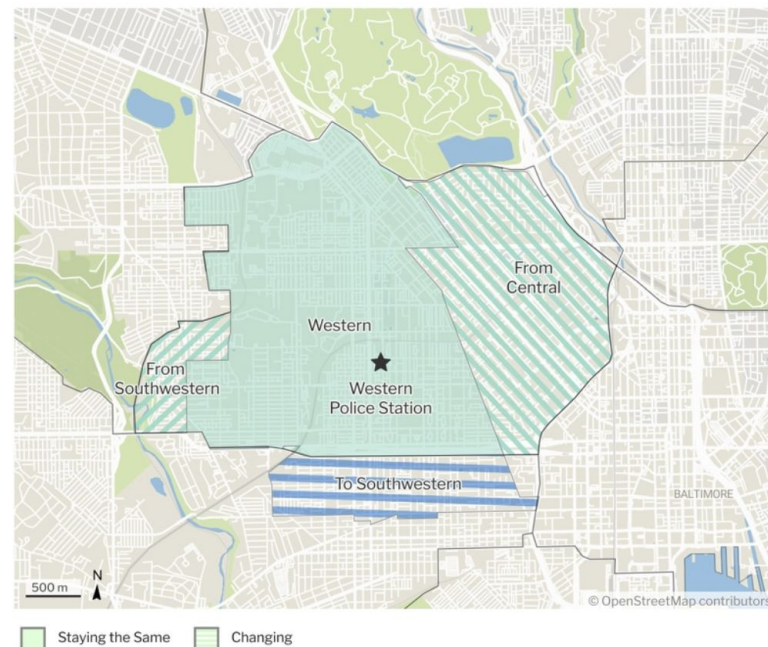 From
Central
Western
From
Southwestern
Western
Police Station
To Southwestern
BALTIMORE
500 m
N
© OpenStreetMap contributors
Staying the Same
Changing